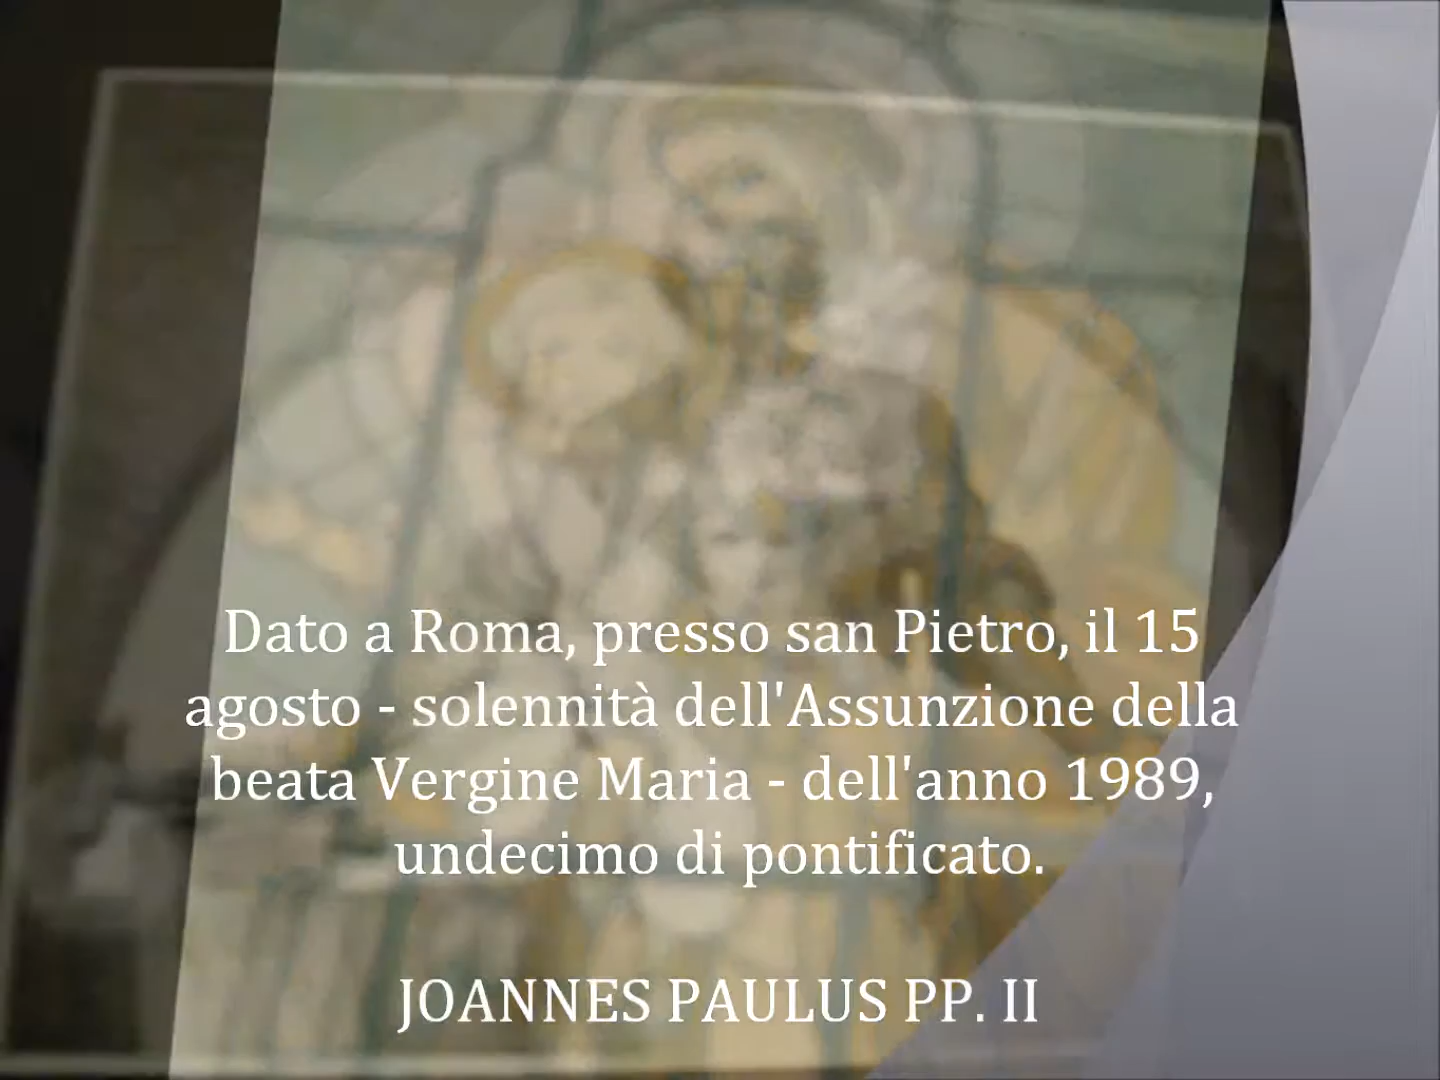 Dato a Roma, presso san Pietro, il 15
agosto - solennità dell'Assunzione della
beata Vergine Maria - dell'anno 1989,
undecimo di pontificato.
JOANNES PAULUS PP. II